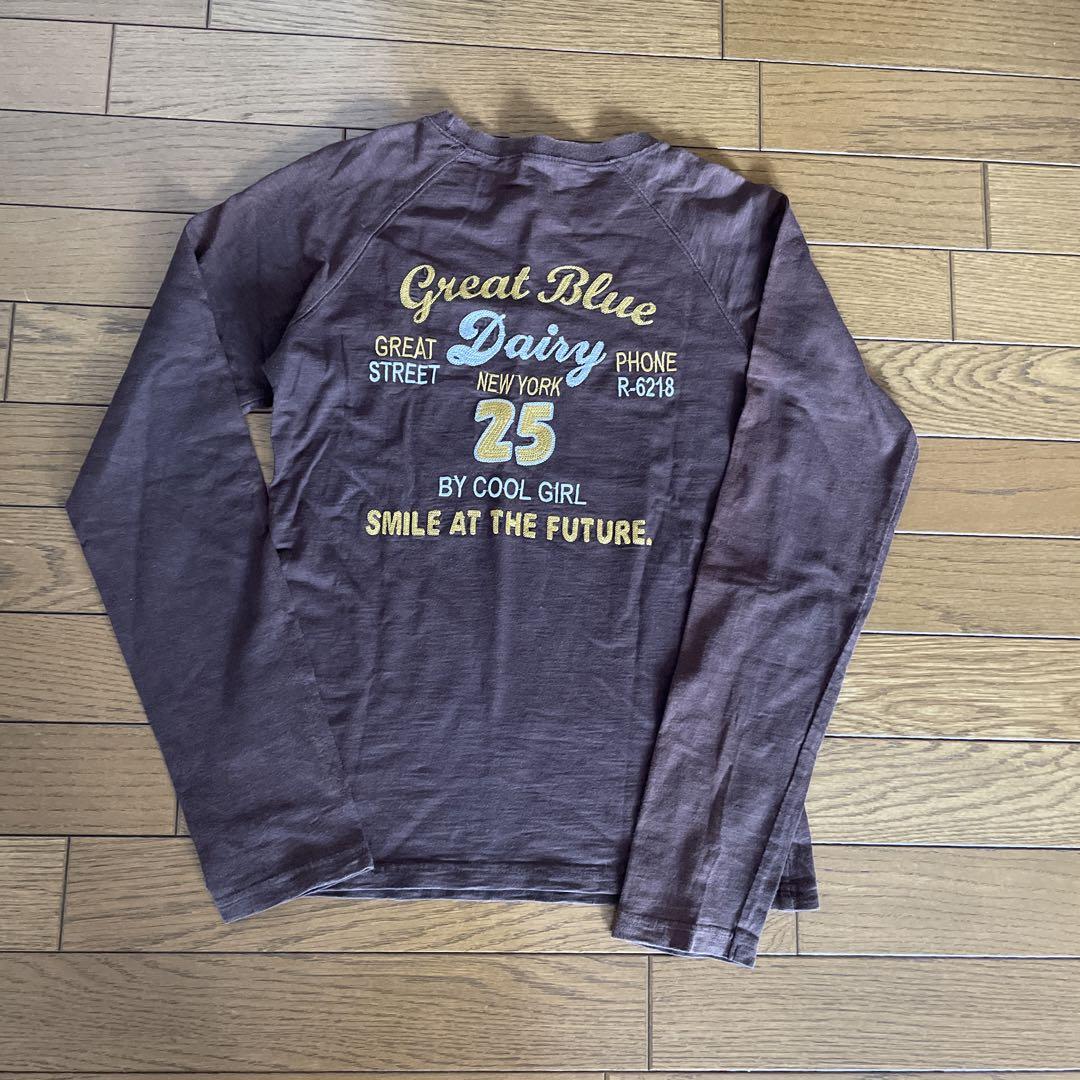 Great Blue
Dairy
GREAT STREET
NEW YORK
PHONE R-6218
25
BY COOL GIRL
SMILE AT THE FUTURE.